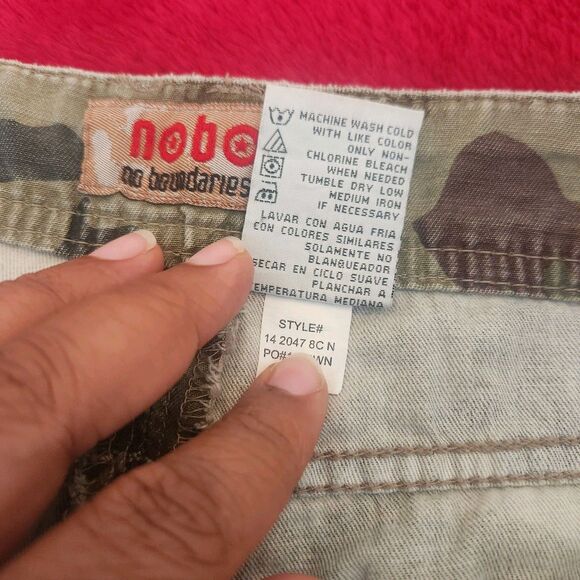 nobo
no boundaries
MACHINE WASH COLD
WITH LIKE COLOR
ONLY NON-
CHLORINE BLEACH
WHEN NEEDED
TUMBLE DRY LOW
MEDIUM IRON
IF NECESSARY
LAVAR CON AGUA FRIA
CON COLORES SIMILARES
SOLAMENTE NO
BLANQUEADOR
SECAR EN CICLO SUAVE
PLANCHAR A
TEMPERATURA MEDIANA
STYLE#
14 2047 8C N
PO#